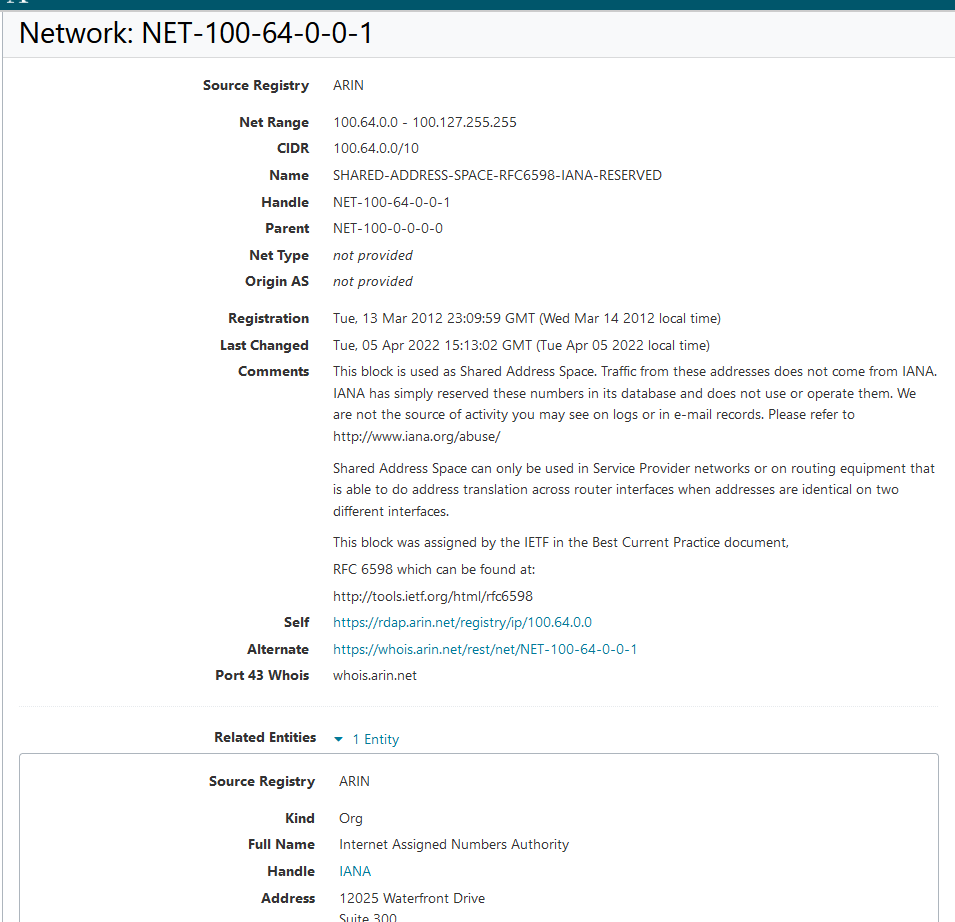 Network: NET-100-64-0-0-1
Source Registry ARIN
Net Range 100.64.0.0 - 100.127.255.255
CIDR 100.64.0.0/10
Name SHARED-ADDRESS-SPACE-RFC6598-IANA-RESERVED
Handle NET-100-64-0-0-1
Parent NET-100-0-0-0-0
Net Type not provided
Origin AS not provided
Registration Tue, 13 Mar 2012 23:09:59 GMT (Wed Mar 14 2012 local time)
Last Changed Tue, 05 Apr 2022 15:13:02 GMT (Tue Apr 05 2022 local time)
Comments This block is used as Shared Address Space. Traffic from these addresses does not come from IANA.
IANA has simply reserved these numbers in its database and does not use or operate them. We
are not the source of activity you may see on logs or in e-mail records. Please refer to
http://www.iana.org/abuse/
Shared Address Space can only be used in Service Provider networks or on routing equipment that
is able to do address translation across router interfaces when addresses are identical on two
different interfaces.
This block was assigned by the IETF in the Best Current Practice document,
RFC 6598 which can be found at:
http://tools.ietf.org/html/rfc6598
Self https://rdap.arin.net/registry/ip/100.64.0.0
Alternate https://whois.arin.net/rest/net/NET-100-64-0-0-1
Port 43 Whois whois.arin.net
Related Entities 1 Entity
Source Registry ARIN
Kind Org
Full Name Internet Assigned Numbers Authority
Handle IANA
Address 12025 Waterfront Drive
Suite 300